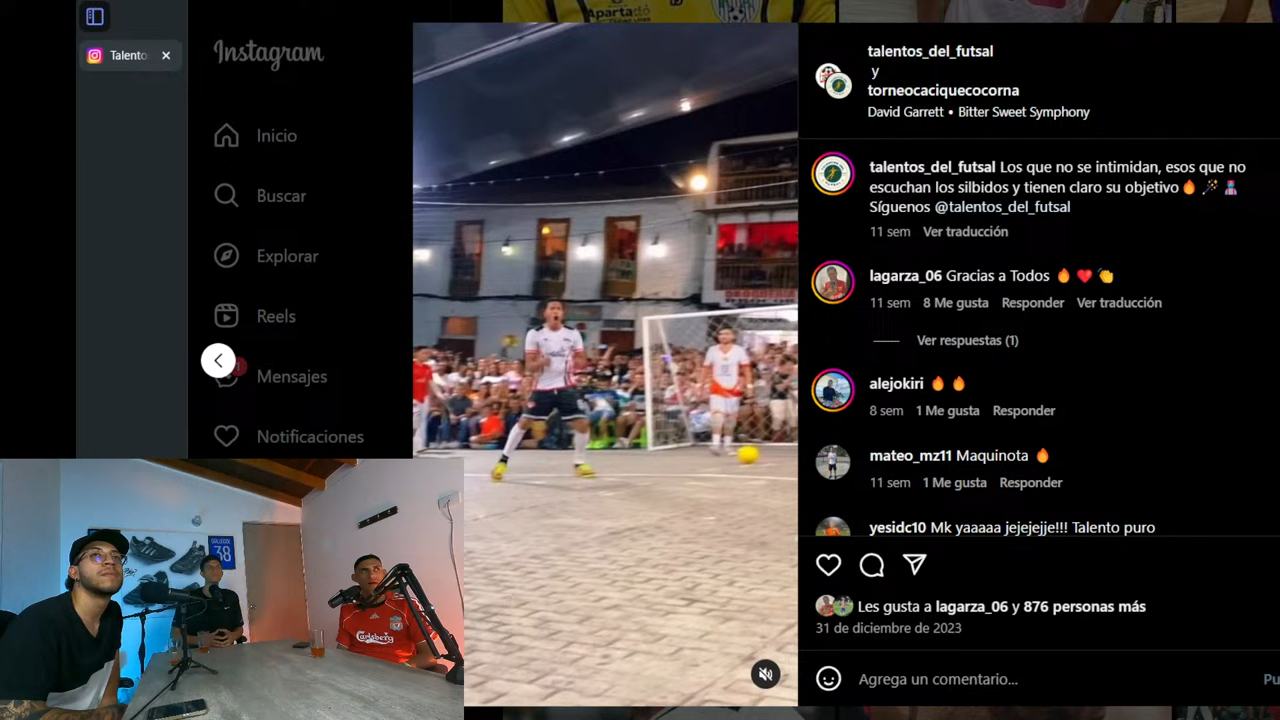 Apartadó
Talento
Instagram
Inicio
Buscar
Explorar
Reels
Mensajes
Notificaciones
talentos_del_futsal
y
torneocaciquecocorna
David Garrett • Bitter Sweet Symphony
talentos_del_futsal Los que no se intimidan, esos que no
escuchan los silbidos y tienen claro su objetivo🔥 🪄 👨‍🎤
Síguenos @talentos_del_futsal
11 sem Ver traducción
lagarza_06 Gracias a Todos 🔥 ❤️ 👏
11 sem 8 Me gusta Responder Ver traducción
Ver respuestas (1)
alejokiri 🔥 🔥
8 sem 1 Me gusta Responder
mateo_mz11 Maquinota 🔥
11 sem 1 Me gusta Responder
yesidc10 Mk yaaaaa jejejejje!!! Talento puro
Les gusta a lagarza_06 y 876 personas más
31 de diciembre de 2023
Agrega un comentario...
Pu
38
Carlsberg